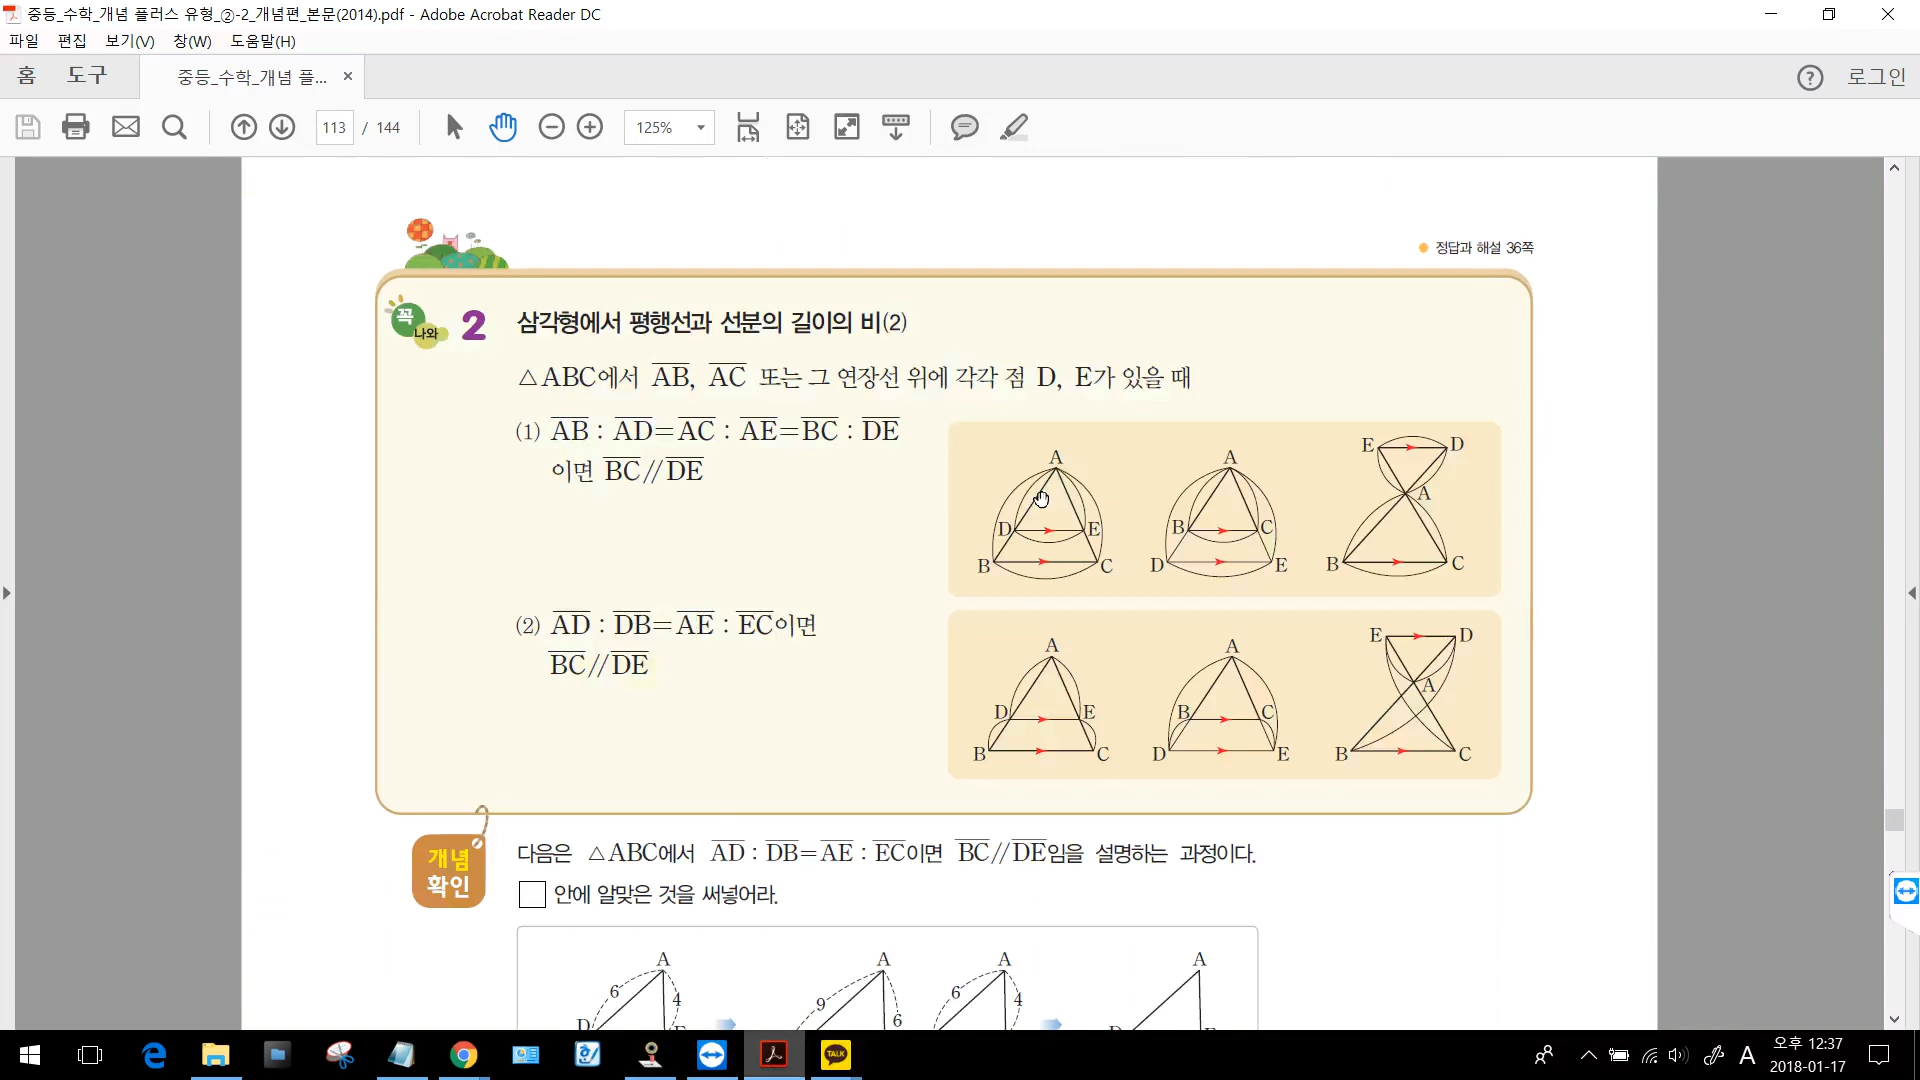 중등_수학_개념 플러스 유형_②-2_개념편_본문(2014).pdf - Adobe Acrobat Reader DC
파일 편집 보기(V) 창(W) 도움말(H)
홈 도구 중등_수학_개념 플... × ? 로그인
113 / 144 125%
정답과 해설 36쪽
꼭 나와 2 삼각형에서 평행선과 선분의 길이의 비(2)
△ABC에서 AB, AC 또는 그 연장선 위에 각각 점 D, E가 있을 때
(1) AB : AD=AC : AE=BC : DE
이면 BC//DE
A D E B C
A B C D E
E D A B C
(2) AD : DB=AE : EC이면
BC//DE
A D E B C
A B C D E
E D A B C
개념
확인
다음은 △ABC에서 AD : DB=AE : EC이면 BC//DE임을 설명하는 과정이다.
□ 안에 알맞은 것을 써넣어라.
A A A A
6 4 9 6 6 4
D
TALK
A
오후 12:37
2018-01-17